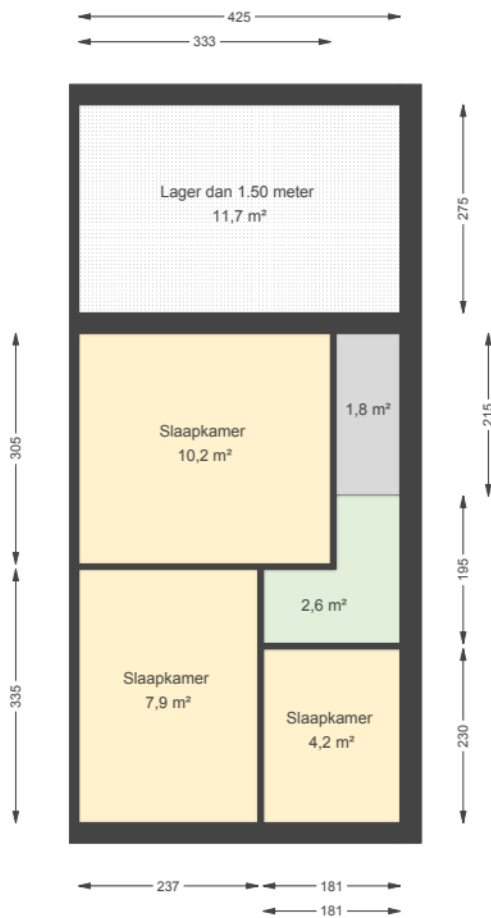 425
333
Lager dan 1.50 meter
11,7 m²
275
305
Slaapkamer
10,2 m²
1,8 m²
215
195
2,6 m²
335
Slaapkamer
7,9 m²
Slaapkamer
4,2 m²
230
237
181
181